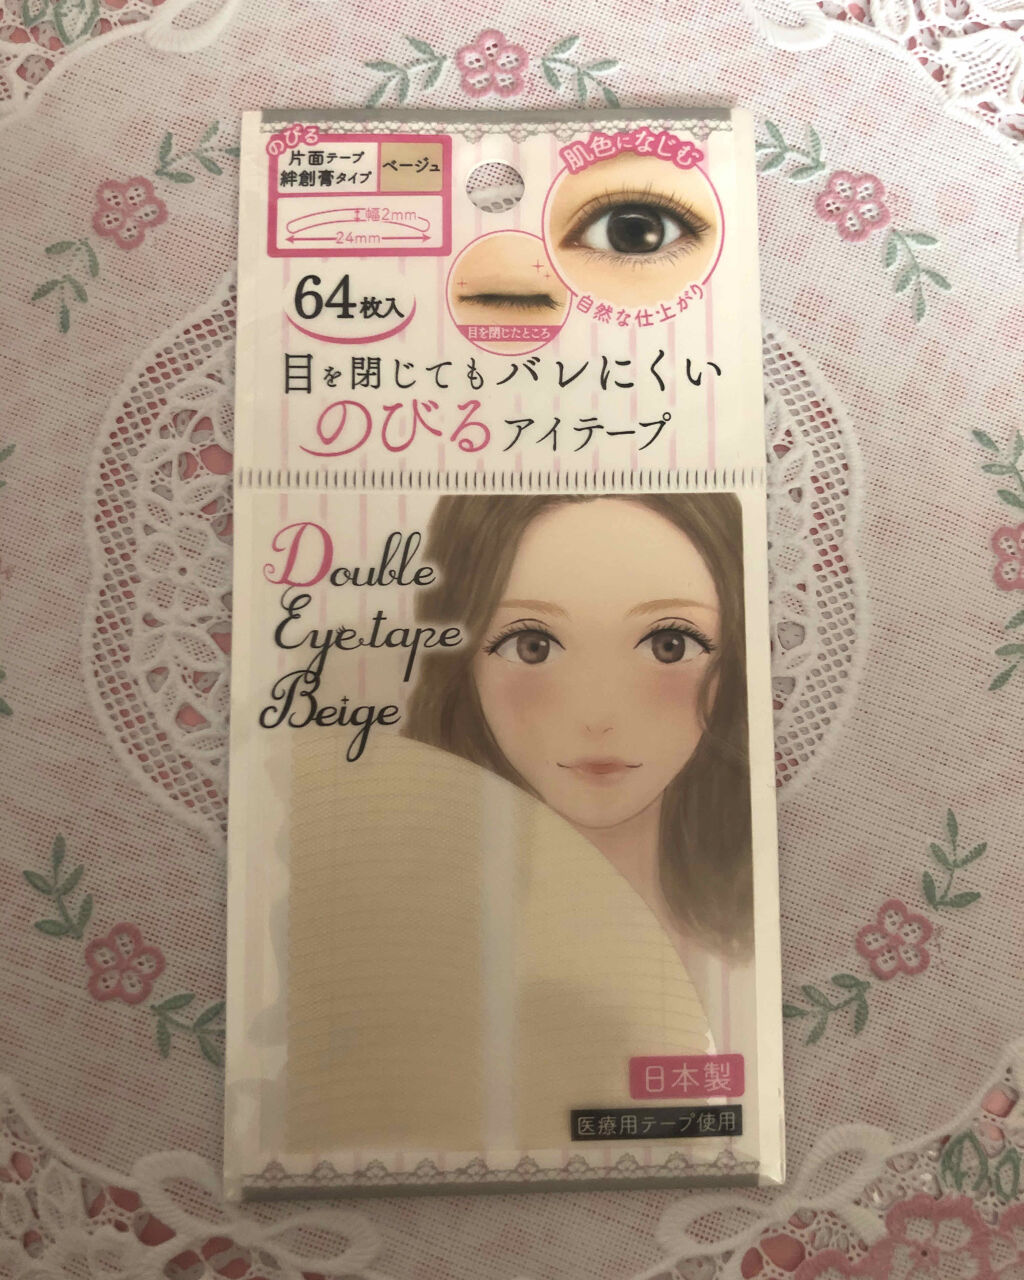 のびる
片面テープ
絆創膏タイプ
ベージュ
幅2mm
24mm
肌色になじむ
自然な仕上がり
目を閉じたところ
64枚入
目を閉じてもバレにくい
のびるアイテープ
Double
Eye tape
Beige
日本製
医療用テープ使用